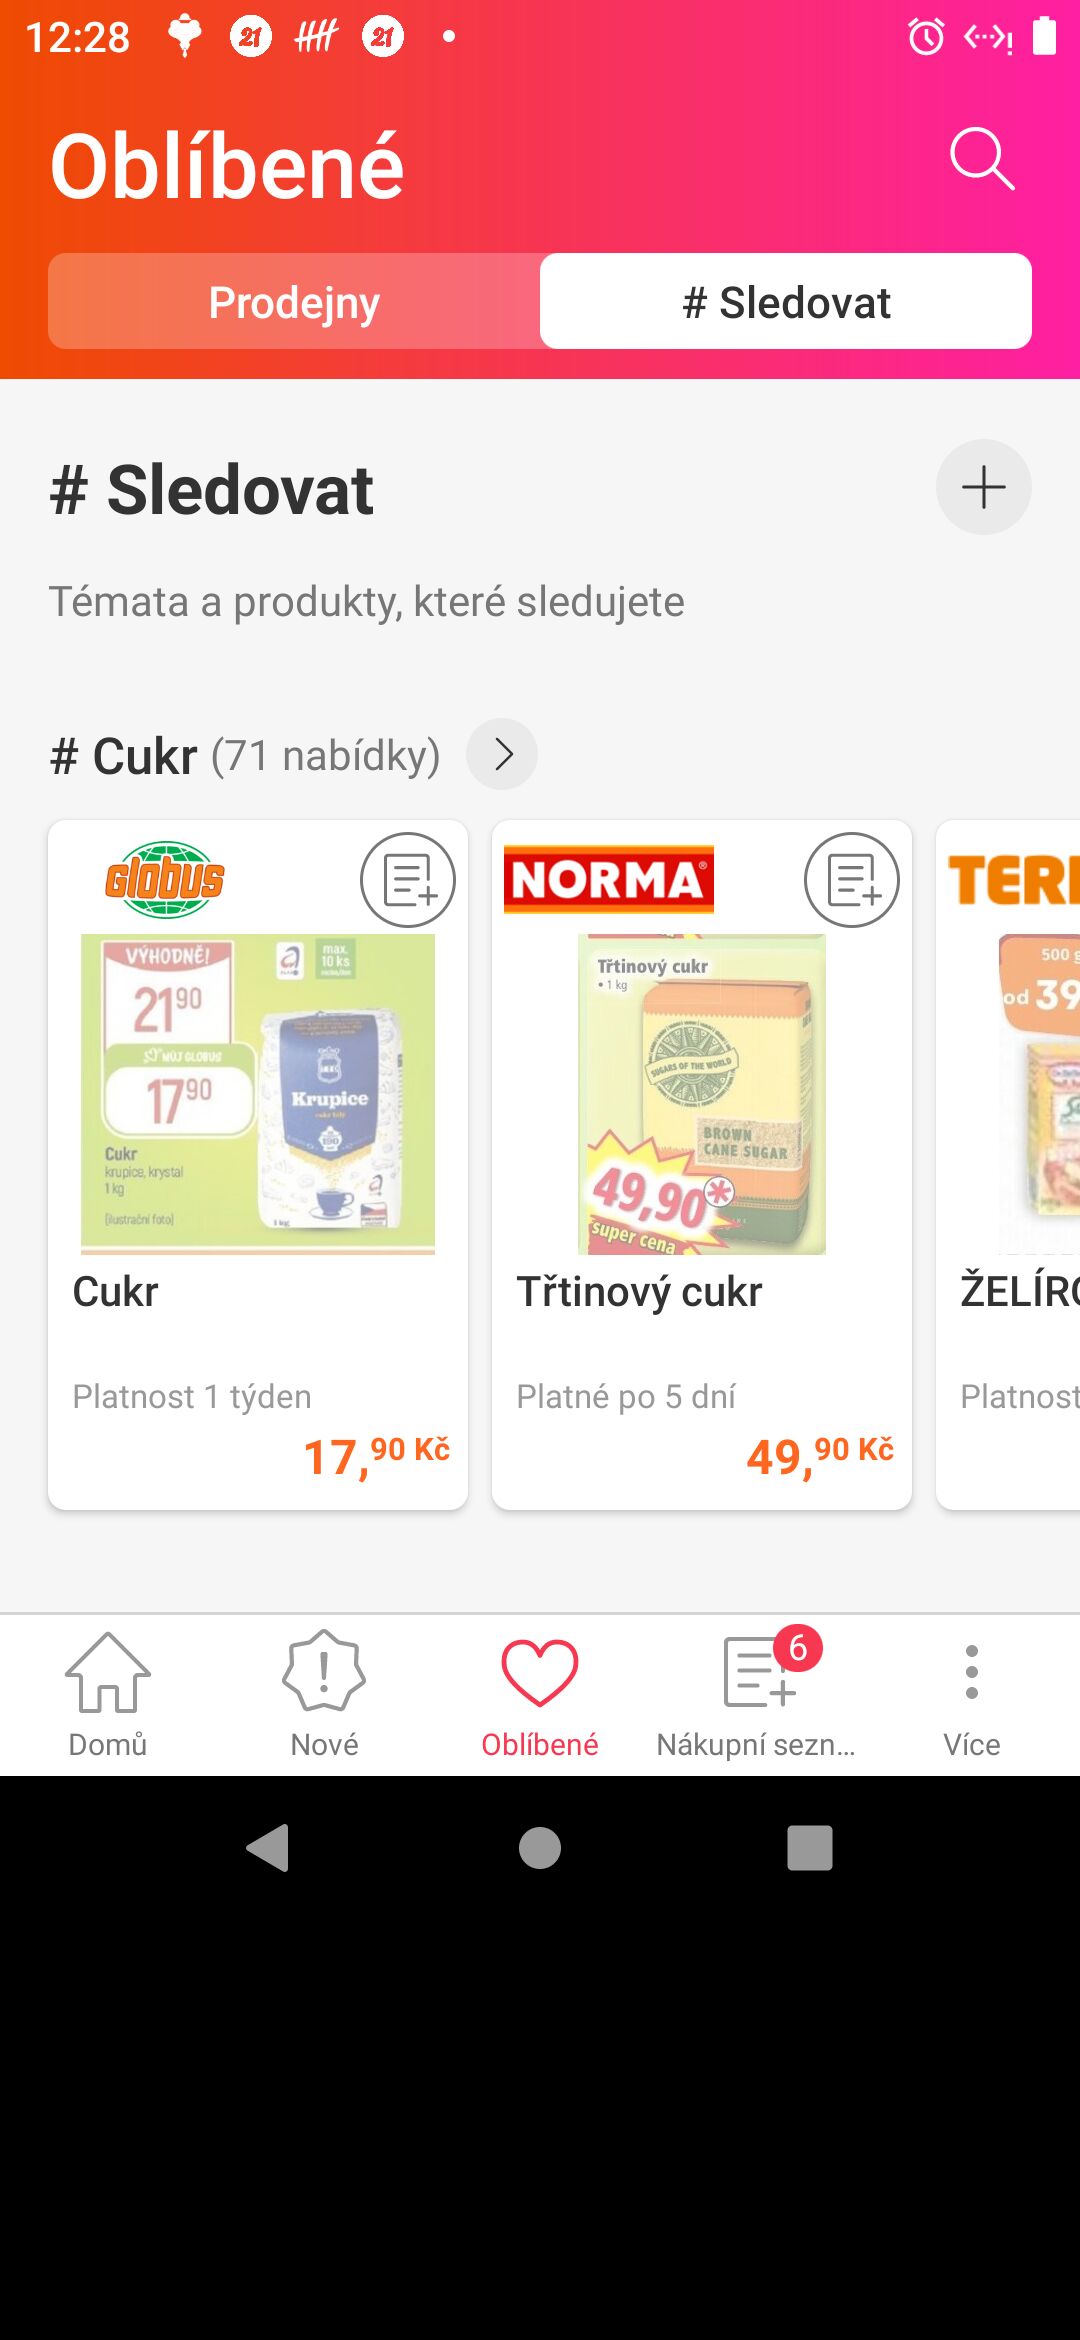 12:28
21
21
Oblíbené
Prodejny
# Sledovat
# Sledovat
Témata a produkty, které sledujete
# Cukr (71 nabídky)
Globus
VÝHODNĚ!
21 90
max.
10 ks
MŮJ GLOBUS
17 90
Cukr
krupice, krystal
1 kg
(ilustrační foto)
Krupice
Cukr
Platnost 1 týden
17,90 Kč
NORMA
Třtinový cukr
• 1 kg
SUGARS OF THE WORLD
BROWN
CANE SUGAR
49,90*
super cena
Třtinový cukr
Platné po 5 dní
49,90 Kč
TER
500 g
od 39
ŽELÍR
Platnost
6
Domů
Nové
Oblíbené
Nákupní sezn...
Více